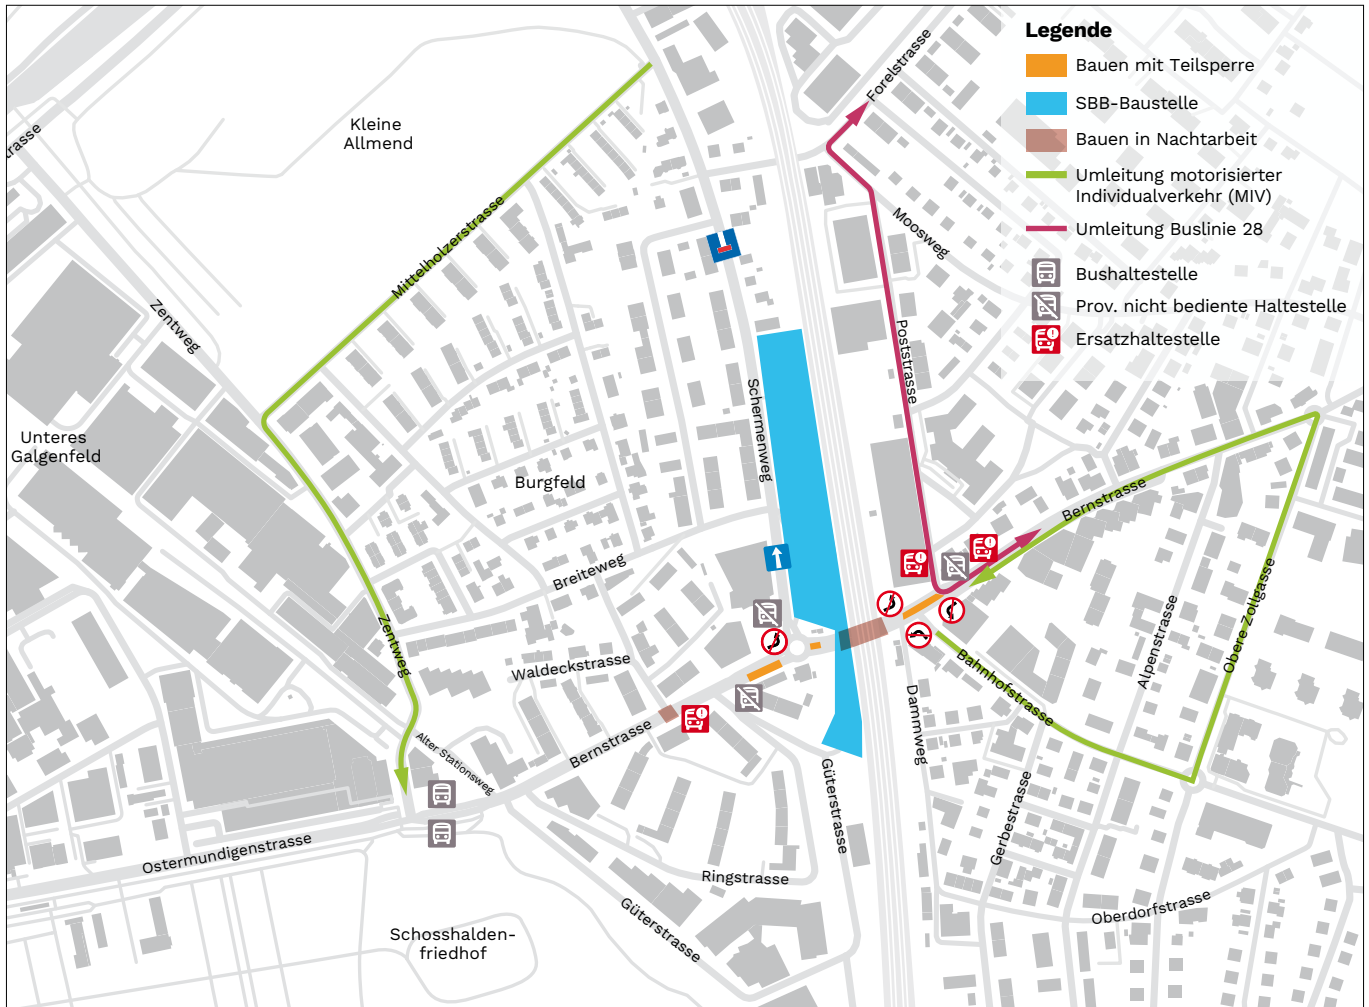 Legende
Bauen mit Teilsperre
SBB-Baustelle
Bauen in Nachtarbeit
Umleitung motorisierter
Individualverkehr (MIV)
Umleitung Buslinie 28
Bushaltestelle
Prov. nicht bediente Haltestelle
Ersatzhaltestelle
Forelstrasse
Kleine
Allmend
trasse
Mittelholzerstrasse
Moosweg
Zentweg
Poststrasse
Schermenweg
Unteres
Galgenfeld
Burgfeld
Bernstrasse
Breiteweg
Obere Zollgasse
Alpenstrasse
Zentweg
Waldeckstrasse
Bahnhofstrasse
Dammweg
Bernstrasse
Alter Stationsweg
Güterstrasse
Gerbestrasse
Ostermundigenstrasse
Ringstrasse
Oberdorfstrasse
Güterstrasse
Schosshalden-
friedhof